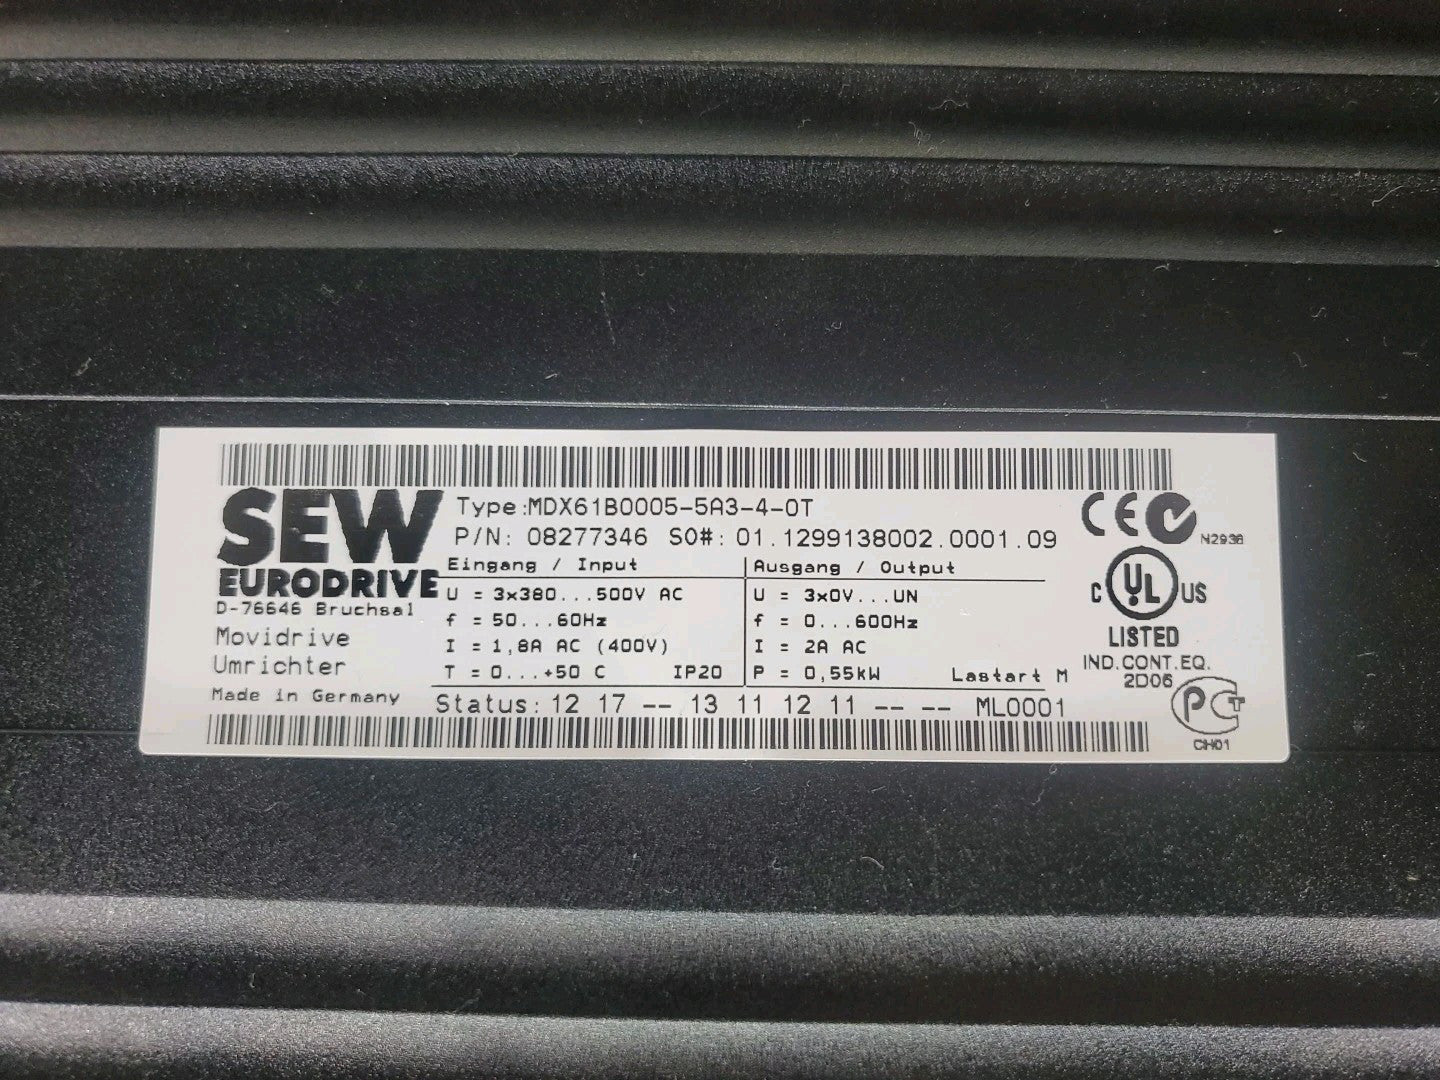 SEW
EURODRIVE
D-76646 Bruchsal
Movidrive
Umrichter
Made in Germany
Type:MDX61B0005-5A3-4-0T
P/N: 08277346 SO#: 01.1299138002.0001.09
Eingang / Input
U = 3x380...500V AC
f = 50...60Hz
I = 1,8A AC (400V)
T = 0...+50 C IP20
Ausgang / Output
U = 3x0V...UN
f = 0...600Hz
I = 2A AC
P = 0,55kW Lastart M
Status: 12 17 -- 13 11 12 11 -- -- ML0001
CE
N2936
C UL US
LISTED
IND.CONT.EQ.
2D06
PCT
CH01